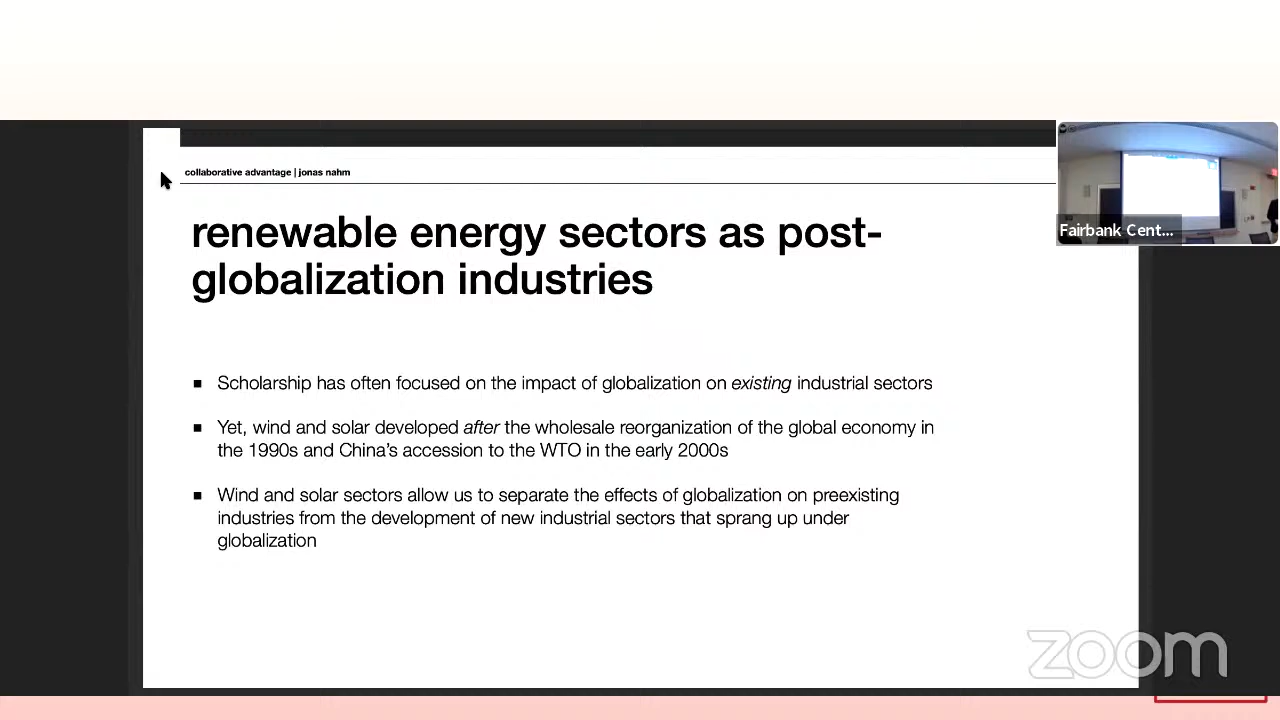 collaborative advantage | jonas nahm
renewable energy sectors as post-
globalization industries
Fairbank Cent...
■ Scholarship has often focused on the impact of globalization on existing industrial sectors
■ Yet, wind and solar developed after the wholesale reorganization of the global economy in
the 1990s and China's accession to the WTO in the early 2000s
■ Wind and solar sectors allow us to separate the effects of globalization on preexisting
industries from the development of new industrial sectors that sprang up under
globalization
zoom